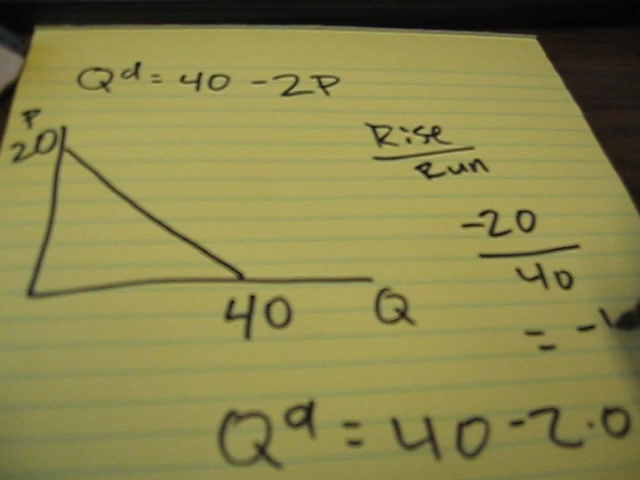 Qd = 40 - 2P
P
20
Rise
Run
-20
40
= -
40 Q
Qd = 40 - 2.0